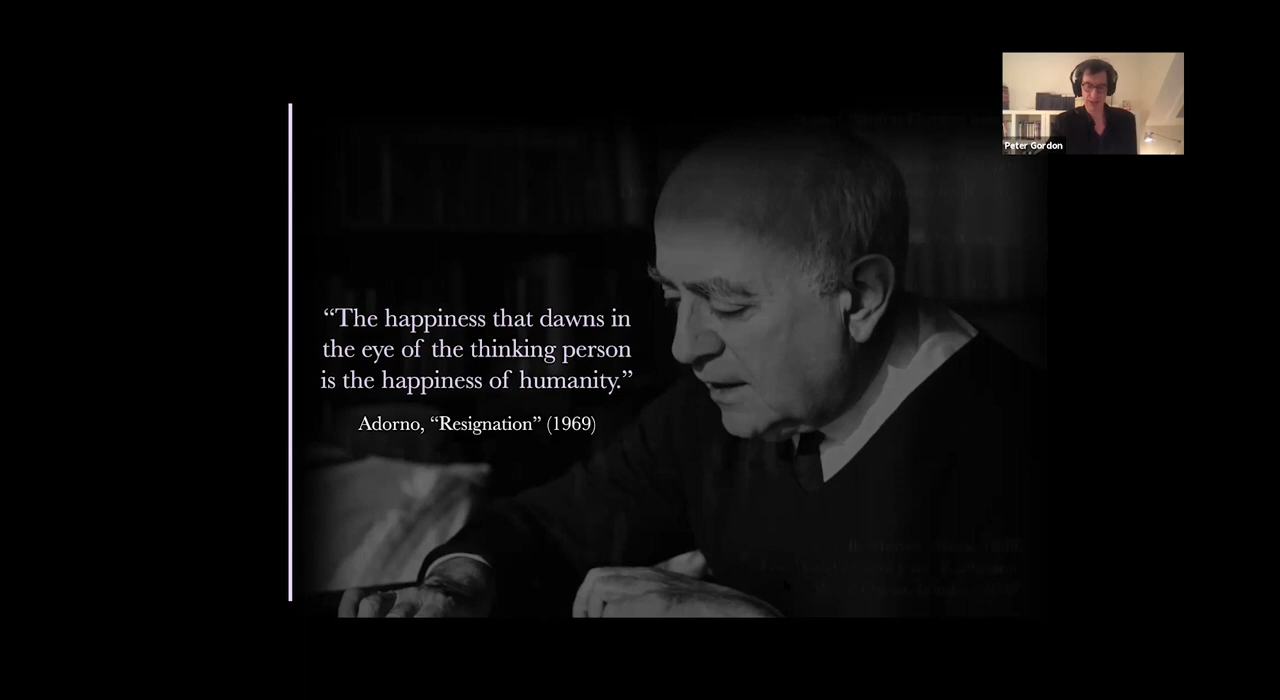 “The happiness that dawns in
the eye of the thinking person
is the happiness of humanity.”
Adorno, “Resignation” (1969)
Peter Gordon